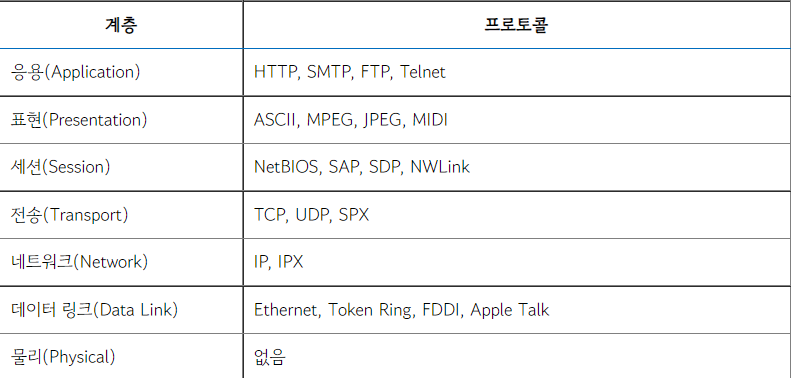 계층 프로토콜
응용(Application) HTTP, SMTP, FTP, Telnet
표현(Presentation) ASCII, MPEG, JPEG, MIDI
세션(Session) NetBIOS, SAP, SDP, NWLink
전송(Transport) TCP, UDP, SPX
네트워크(Network) IP, IPX
데이터 링크(Data Link) Ethernet, Token Ring, FDDI, Apple Talk
물리(Physical) 없음